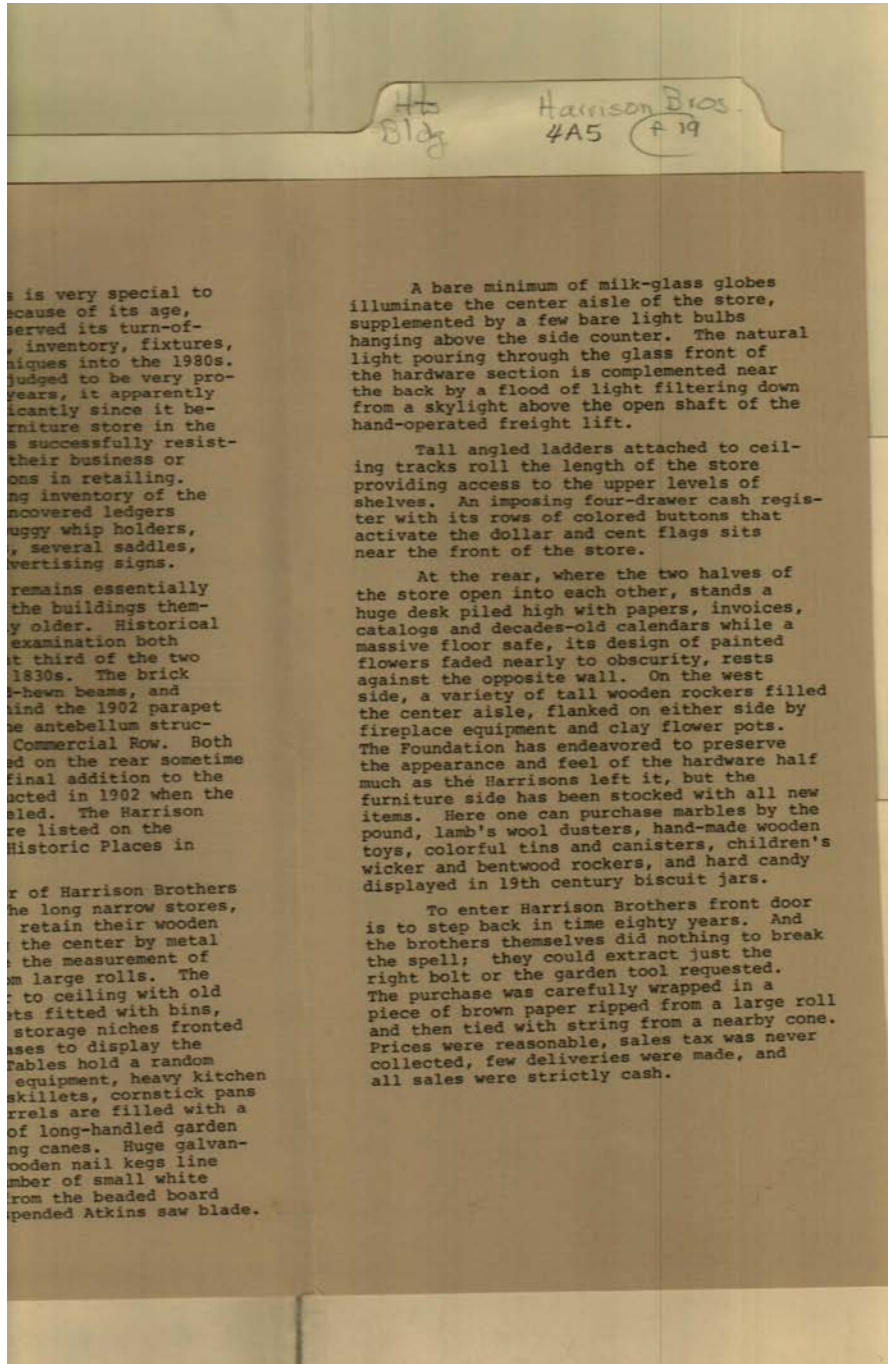 Hts Harrison Bros.
Bldg 4A5 F 19
is very special to
ecause of its age,
served its turn-of-
, inventory, fixtures,
niques into the 1980s.
judged to be very pro-
years, it apparently
icantly since it be-
rniture store in the
s successfully resist-
their business or
ons in retailing.
ng inventory of the
ncovered ledgers
uggy whip holders,
, several saddles,
vertising signs.
remains essentially
the buildings them-
y older. Historical
examination both
t third of the two
1830s. The brick
-hewn beams, and
ind the 1902 parapet
e antebellum struc-
Commercial Row. Both
ed on the rear sometime
final addition to the
ucted in 1902 when the
eled. The Harrison
re listed on the
Historic Places in
r of Harrison Brothers
he long narrow stores,
retain their wooden
the center by metal
the measurement of
om large rolls. The
to ceiling with old
ets fitted with bins,
storage niches fronted
ases to display the
Tables hold a random
equipment, heavy kitchen
skillets, cornstick pans
rrels are filled with a
of long-handled garden
ng canes. Huge galvan-
ooden nail kegs line
mber of small white
rom the beaded board
pended Atkins saw blade.
A bare minimum of milk-glass globes
illuminate the center aisle of the store,
supplemented by a few bare light bulbs
hanging above the side counter. The natural
light pouring through the glass front of
the hardware section is complemented near
the back by a flood of light filtering down
from a skylight above the open shaft of the
hand-operated freight lift.
Tall angled ladders attached to ceil-
ing tracks roll the length of the store
providing access to the upper levels of
shelves. An imposing four-drawer cash regis-
ter with its rows of colored buttons that
activate the dollar and cent flags sits
near the front of the store.
At the rear, where the two halves of
the store open into each other, stands a
huge desk piled high with papers, invoices,
catalogs and decades-old calendars while a
massive floor safe, its design of painted
flowers faded nearly to obscurity, rests
against the opposite wall. On the west
side, a variety of tall wooden rockers filled
the center aisle, flanked on either side by
fireplace equipment and clay flower pots.
The Foundation has endeavored to preserve
the appearance and feel of the hardware half
much as the Harrisons left it, but the
furniture side has been stocked with all new
items. Here one can purchase marbles by the
pound, lamb's wool dusters, hand-made wooden
toys, colorful tins and canisters, children's
wicker and bentwood rockers, and hard candy
displayed in 19th century biscuit jars.
To enter Harrison Brothers front door
is to step back in time eighty years. And
the brothers themselves did nothing to break
the spell; they could extract just the
right bolt or the garden tool requested.
The purchase was carefully wrapped in a
piece of brown paper ripped from a large roll
and then tied with string from a nearby cone.
Prices were reasonable, sales tax was never
collected, few deliveries were made, and
all sales were strictly cash.